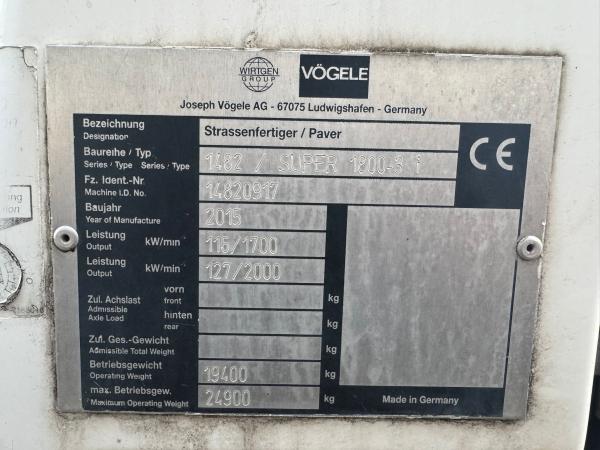 WIRTGEN
GROUP
VÖGELE
Joseph Vögele AG - 67075 Ludwigshafen - Germany
Bezeichnung
Designation
Strassenfertiger / Paver
CE
Baureihe / Typ
Series / Type Series / Type
1482 / SUPER 1800-3 i
Fz. Ident.-Nr.
Machine I.D. No.
14820917
Baujahr
Year of Manufacture
2015
Leistung
Output
kW/min
115/1700
Leistung
Output
kW/min
127/2000
Zul. Achslast
Admissible
Axle Load
vorn
front
kg
hinten
rear
kg
Zul. Ges.-Gewicht
Admissible Total Weight
kg
Betriebsgewicht
Operating Weight
19400
kg
max. Betriebsgew.
Maximum Operating Weight
24900
kg
Made in Germany